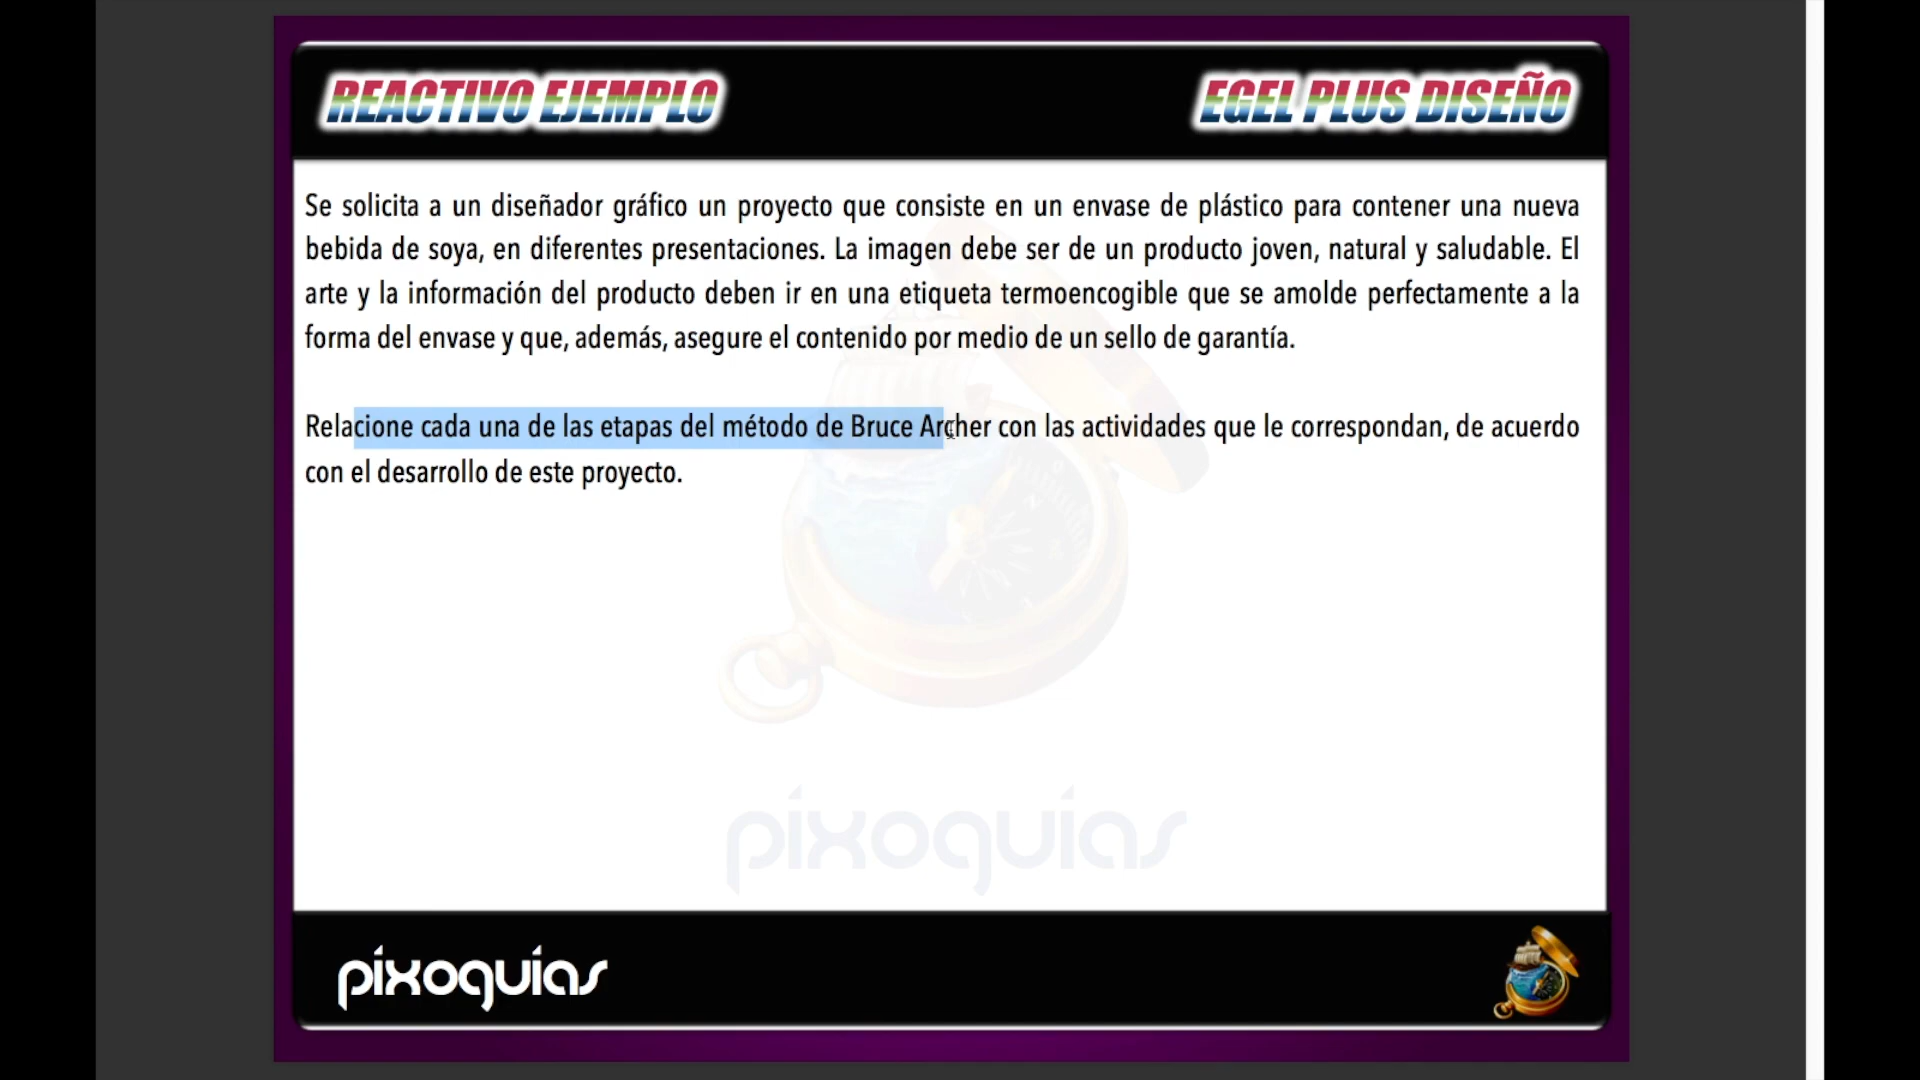 REACTIVO EJEMPLO
EGEL PLUS DISEÑO
Se solicita a un diseñador gráfico un proyecto que consiste en un envase de plástico para contener una nueva
bebida de soya, en diferentes presentaciones. La imagen debe ser de un producto joven, natural y saludable. El
arte y la información del producto deben ir en una etiqueta termoencogible que se amolde perfectamente a la
forma del envase y que, además, asegure el contenido por medio de un sello de garantía.
Relacione cada una de las etapas del método de Bruce Archer con las actividades que le correspondan, de acuerdo
con el desarrollo de este proyecto.
pixoguias
pixoguias